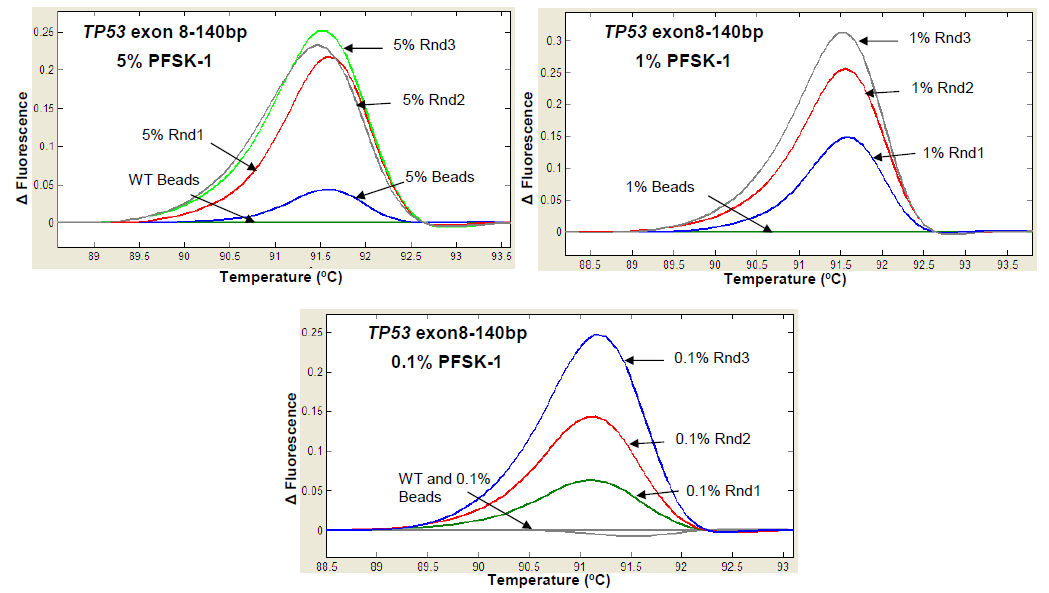 TP53 exon 8-140bp
5% PFSK-1
5% Rnd3
5% Rnd2
5% Rnd1
WT Beads
5% Beads
Δ Fluorescence
0.25
0.2
0.15
0.1
0.05
0
89 89.5 90 90.5 91 91.5 92 92.5 93 93.5
Temperature (ºC)
TP53 exon8-140bp
1% PFSK-1
1% Rnd3
1% Rnd2
1% Rnd1
1% Beads
Δ Fluorescence
0.3
0.25
0.2
0.15
0.1
0.05
0
88.5 89 89.5 90 90.5 91 91.5 92 92.5 93 93.5
Temperature (ºC)
TP53 exon8-140bp
0.1% PFSK-1
0.1% Rnd3
0.1% Rnd2
0.1% Rnd1
WT and 0.1%
Beads
Δ Fluorescence
0.25
0.2
0.15
0.1
0.05
0
88.5 89 89.5 90 90.5 91 91.5 92 92.5 93
Temperature (ºC)